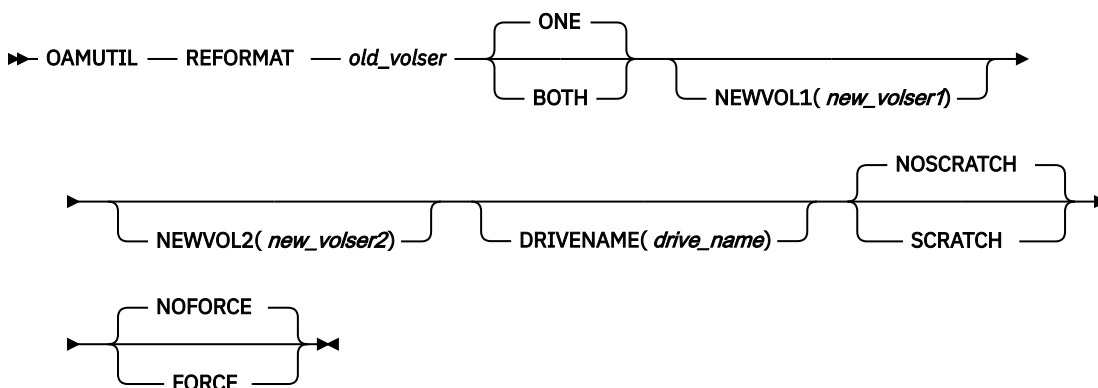 ONE
OAMUTIL REFORMAT old_volser
BOTH NEWVOL1( new_volser1)
NOSCRATCH
NEWVOL2( new_volser2) DRIVENAME( drive_name) SCRATCH
NOFORCE
FORCE